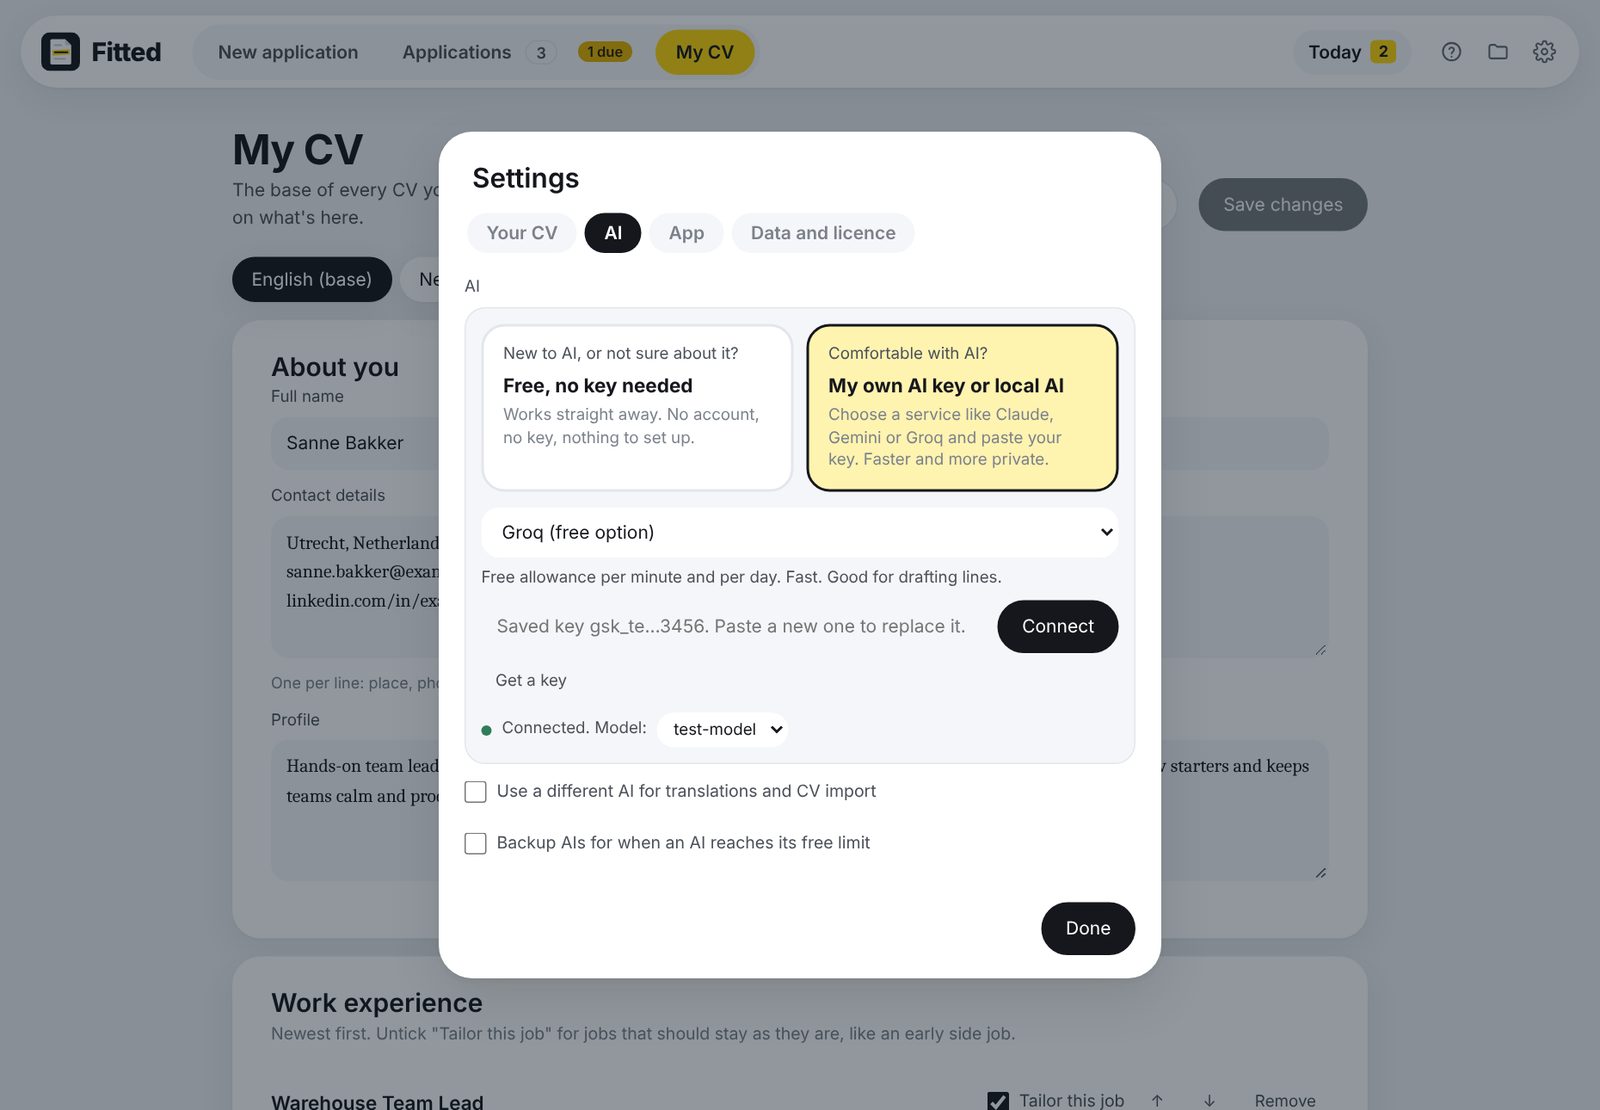 Fitted
New application
Applications 3
1 due
My CV
Today 2
My CV
The base of every CV yo
on what's here.
Save changes
English (base)
Ne
About you
Full name
Sanne Bakker
Contact details
Utrecht, Netherland
sanne.bakker@exan
linkedin.com/in/exa
One per line: place, pho
Profile
Hands-on team lead
teams calm and prod
starters and keeps
Settings
Your CV
AI
App
Data and licence
AI
New to AI, or not sure about it?
Free, no key needed
Works straight away. No account,
no key, nothing to set up.
Comfortable with AI?
My own AI key or local AI
Choose a service like Claude,
Gemini or Groq and paste your
key. Faster and more private.
Groq (free option)
Free allowance per minute and per day. Fast. Good for drafting lines.
Saved key gsk_te...3456. Paste a new one to replace it.
Connect
Get a key
Connected. Model:
test-model
Use a different AI for translations and CV import
Backup AIs for when an AI reaches its free limit
Done
Work experience
Newest first. Untick "Tailor this job" for jobs that should stay as they are, like an early side job.
Warehouse Team Lead
Tailor this job
↑
↓
Remove